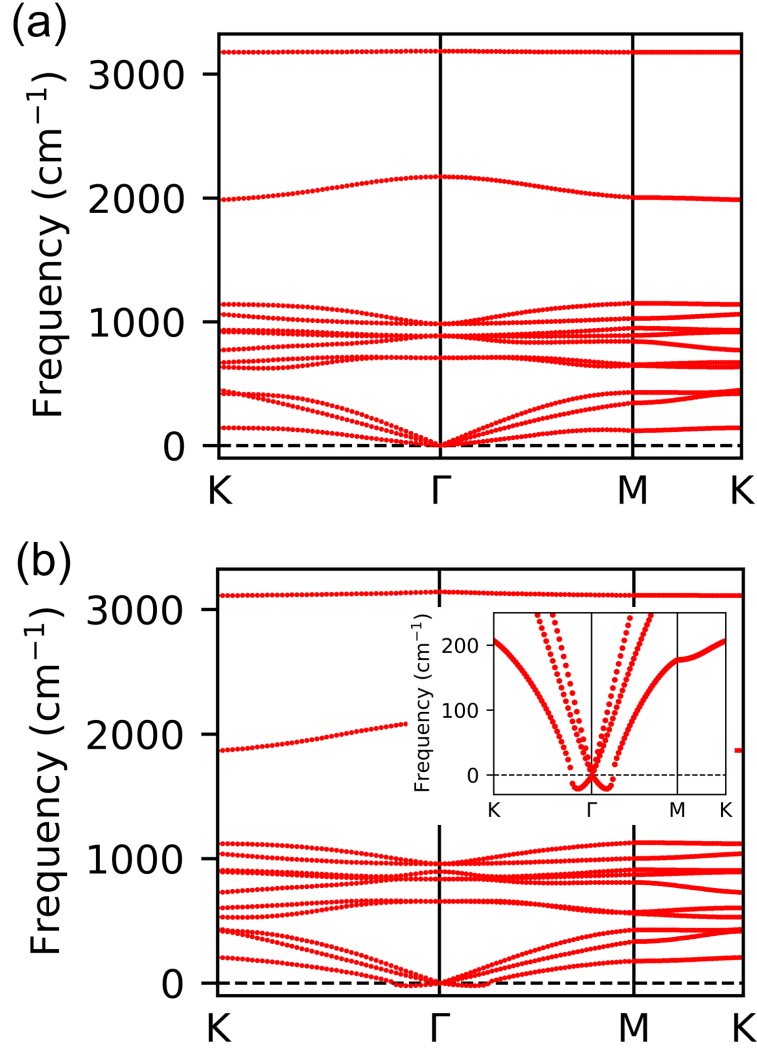 (a)
Frequency (cm⁻¹)
3000
2000
1000
0
K Γ M K
(b)
Frequency (cm⁻¹)
3000
2000
1000
0
Frequency (cm⁻¹)
200
100
0
K Γ M K
K Γ M K